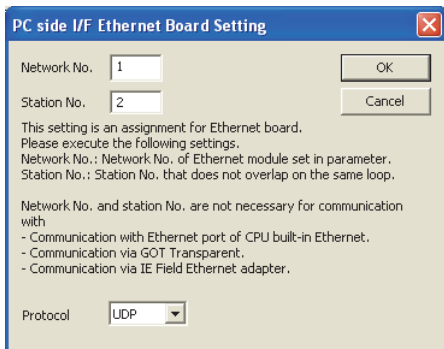 PC side I/F Ethernet Board Setting
Network No. 1 OK
Station No. 2 Cancel
This setting is an assignment for Ethernet board.
Please execute the following settings.
Network No.: Network No. of Ethernet module set in parameter.
Station No.: Station No. that does not overlap on the same loop.
Network No. and station No. are not necessary for communication
with
- Communication with Ethernet port of CPU built-in Ethernet.
- Communication via GOT Transparent.
- Communication via IE Field Ethernet adapter.
Protocol UDP